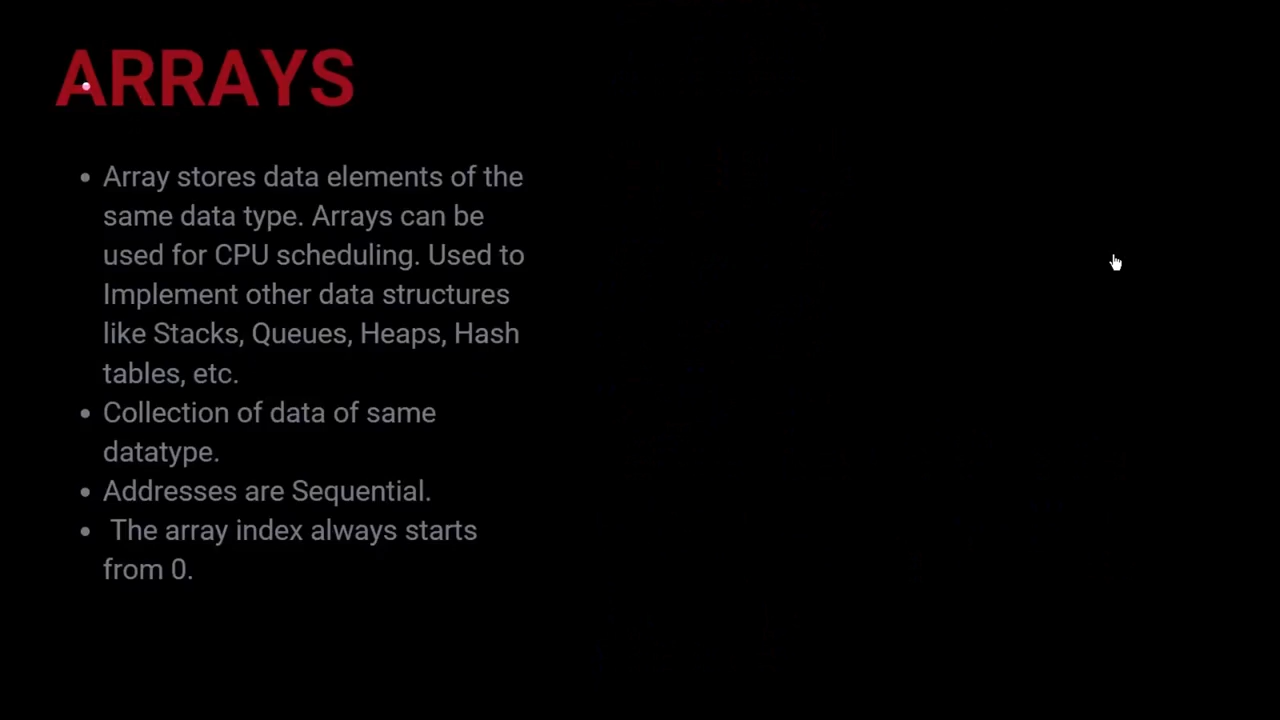 ARRAYS
• Array stores data elements of the
same data type. Arrays can be
used for CPU scheduling. Used to
Implement other data structures
like Stacks, Queues, Heaps, Hash
tables, etc.
• Collection of data of same
datatype.
• Addresses are Sequential.
• The array index always starts
from 0.